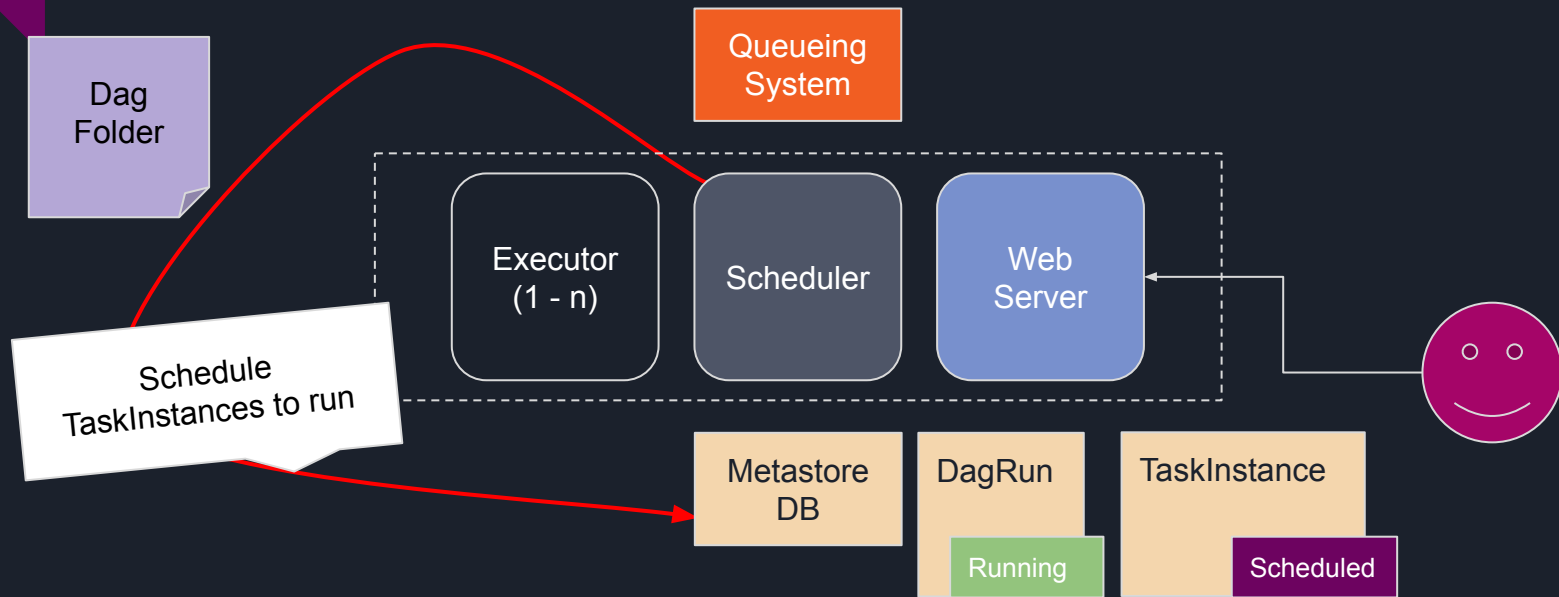 Dag
Folder
Queueing
System
Executor
(1 - n)
Scheduler
Web
Server
Schedule
TaskInstances to run
Metastore
DB
DagRun
Running
TaskInstance
Scheduled